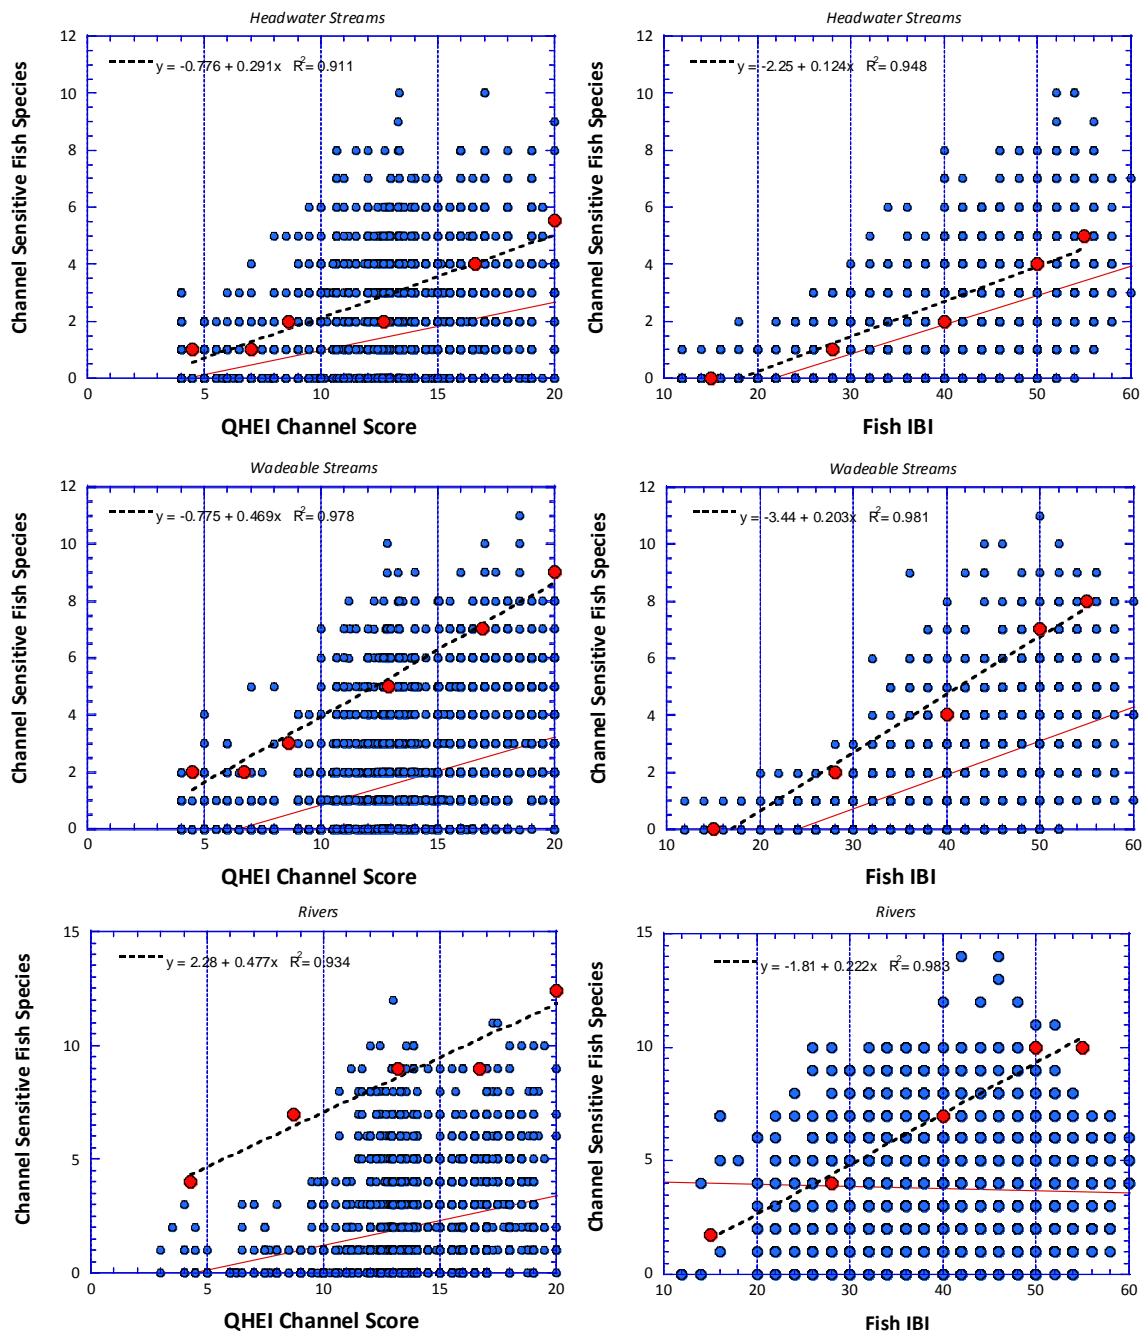 Headwater Streams
Channel Sensitive Fish Species
12
10
8
6
4
2
0
y = -0.776 + 0.291x R2= 0.911
0 5 10 15 20
QHEI Channel Score
Headwater Streams
Channel Sensitive Fish Species
12
10
8
6
4
2
0
y = -2.25 + 0.124x R2= 0.948
10 20 30 40 50 60
Fish IBI
Wadeable Streams
Channel Sensitive Fish Species
12
10
8
6
4
2
0
y = -0.775 + 0.469x R2= 0.978
0 5 10 15 20
QHEI Channel Score
Wadeable Streams
Channel Sensitive Fish Species
12
10
8
6
4
2
0
y = -3.44 + 0.203x R2= 0.981
10 20 30 40 50 60
Fish IBI
Rivers
Channel Sensitive Fish Species
15
10
5
0
y = 2.28 + 0.477x R2= 0.934
0 5 10 15 20
QHEI Channel Score
Rivers
Channel Sensitive Fish Species
15
10
5
0
y = -1.81 + 0.222x R2= 0.983
10 20 30 40 50 60
Fish IBI